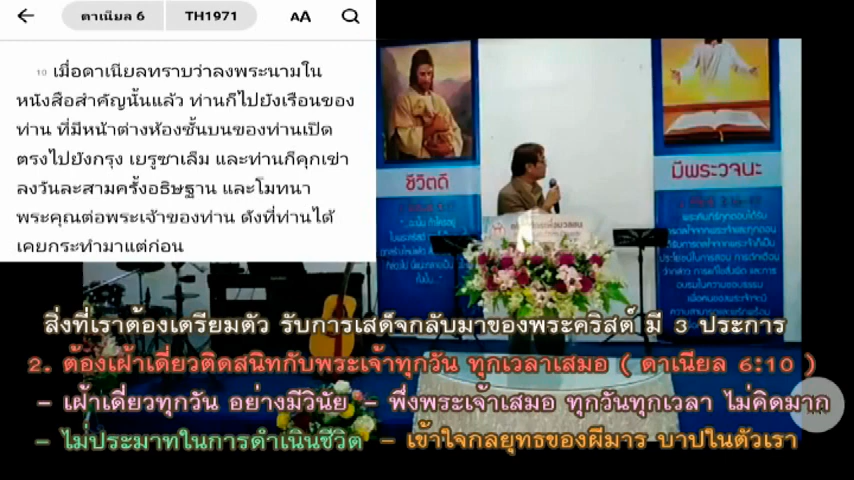 ดาเนียล 6 TH1971 AA
10 เมื่อดาเนียลทราบว่าลงพระนามใน
หนังสือสำคัญนั้นแล้ว ท่านก็ไปยังเรือนของ
ท่าน ที่มีหน้าต่างห้องชั้นบนของท่านเปิด
ตรงไปยังกรุง เยรูซาเล็ม และท่านก็คุกเข่า
ลงวันละสามครั้งอธิษฐาน และโมทนา
พระคุณต่อพระเจ้าของท่าน ดังที่ท่านได้
เคยกระทำมาแต่ก่อน
ชีวิตดี
มีพระวจนะ
สิ่งที่เราต้องเตรียมตัว รับการเสด็จกลับมาของพระคริสต์ มี 3 ประการ
2. ต้องเฝ้าเดี่ยวติดสนิทกับพระเจ้าทุกวัน ทุกเวลาเสมอ ( ดาเนียล 6:10 )
- เฝ้าเดี่ยวทุกวัน อย่างมีวินัย - พึ่งพระเจ้าเสมอ ทุกวันทุกเวลา ไม่คิดมาก
- ไม่ประมาทในการดำเนินชีวิต - เข้าใจกลยุทธของผีมาร บาปในตัวเรา